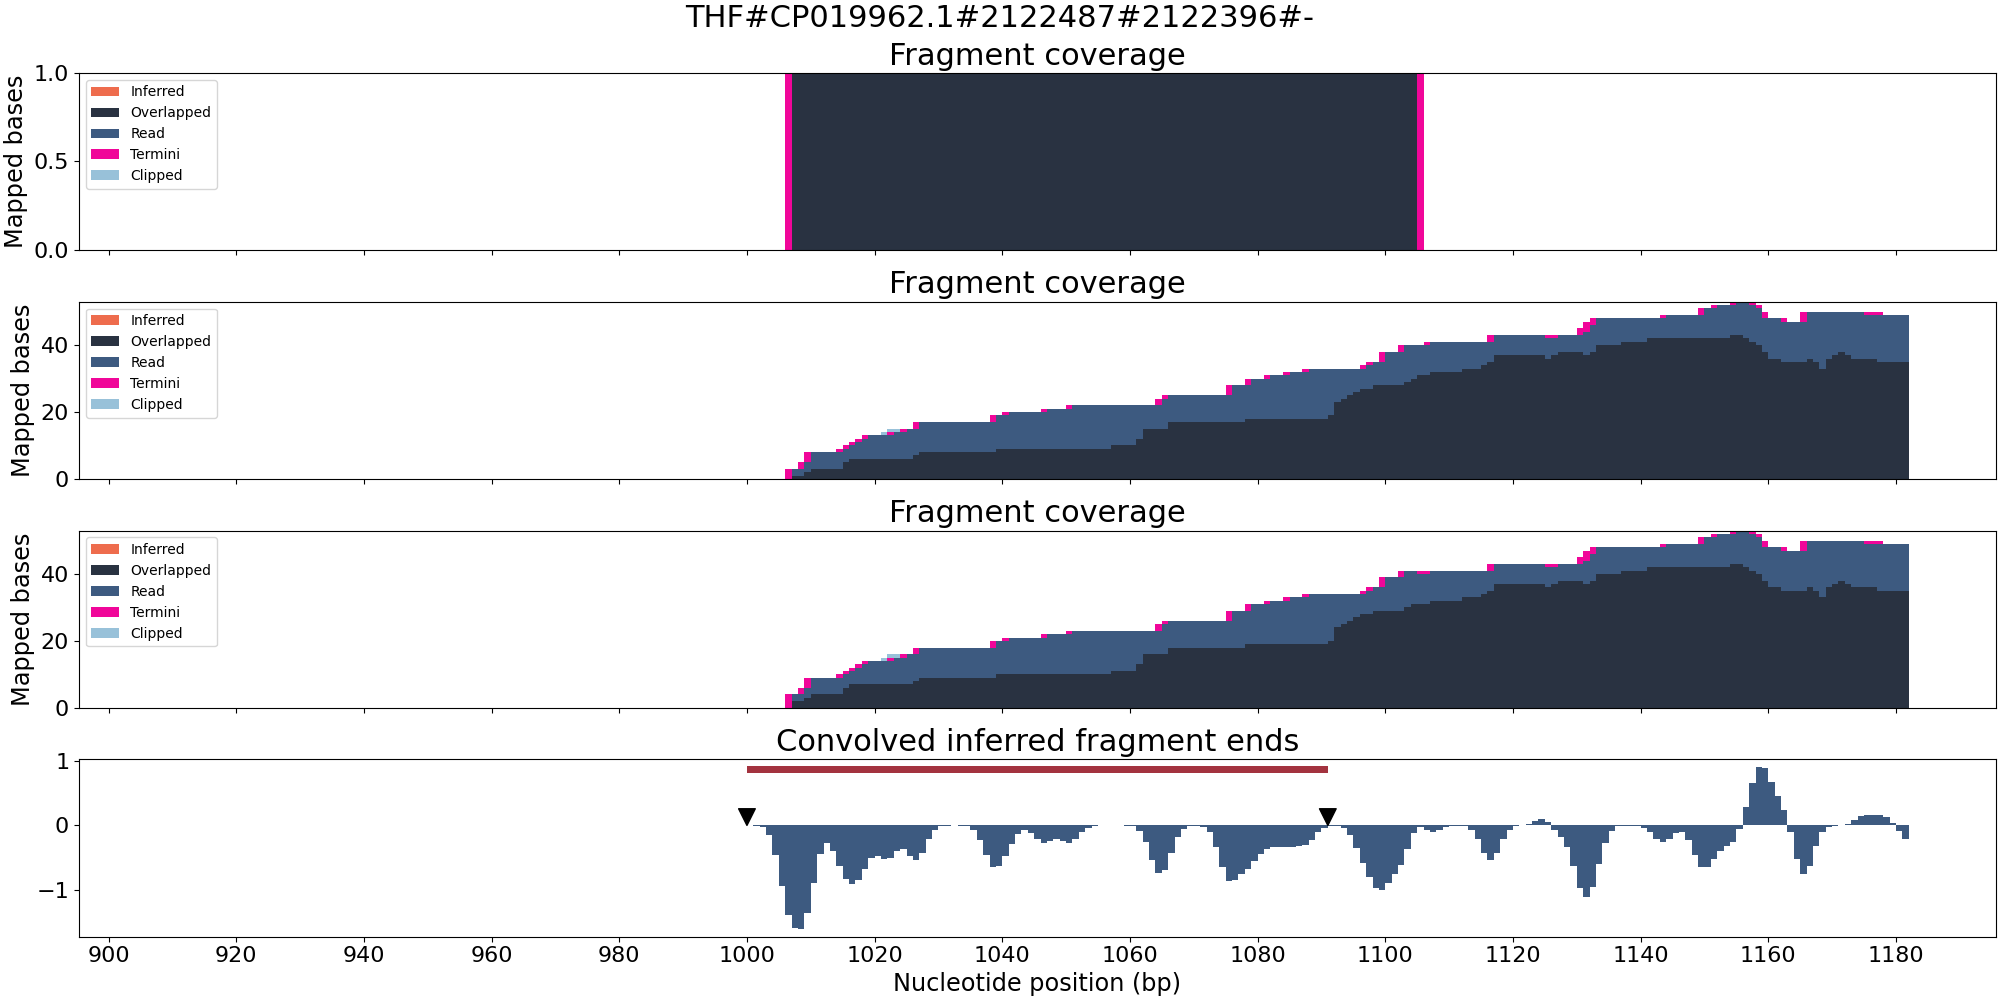 THF#CP019962.1#2122487#2122396#-
Fragment coverage
Mapped bases
1.0
0.5
0.0
Inferred
Overlapped
Read
Termini
Clipped
Fragment coverage
Mapped bases
40
20
0
Inferred
Overlapped
Read
Termini
Clipped
Fragment coverage
Mapped bases
40
20
0
Inferred
Overlapped
Read
Termini
Clipped
Convolved inferred fragment ends
1
0
−1
900 920 940 960 980 1000 1020 1040 1060 1080 1100 1120 1140 1160 1180
Nucleotide position (bp)